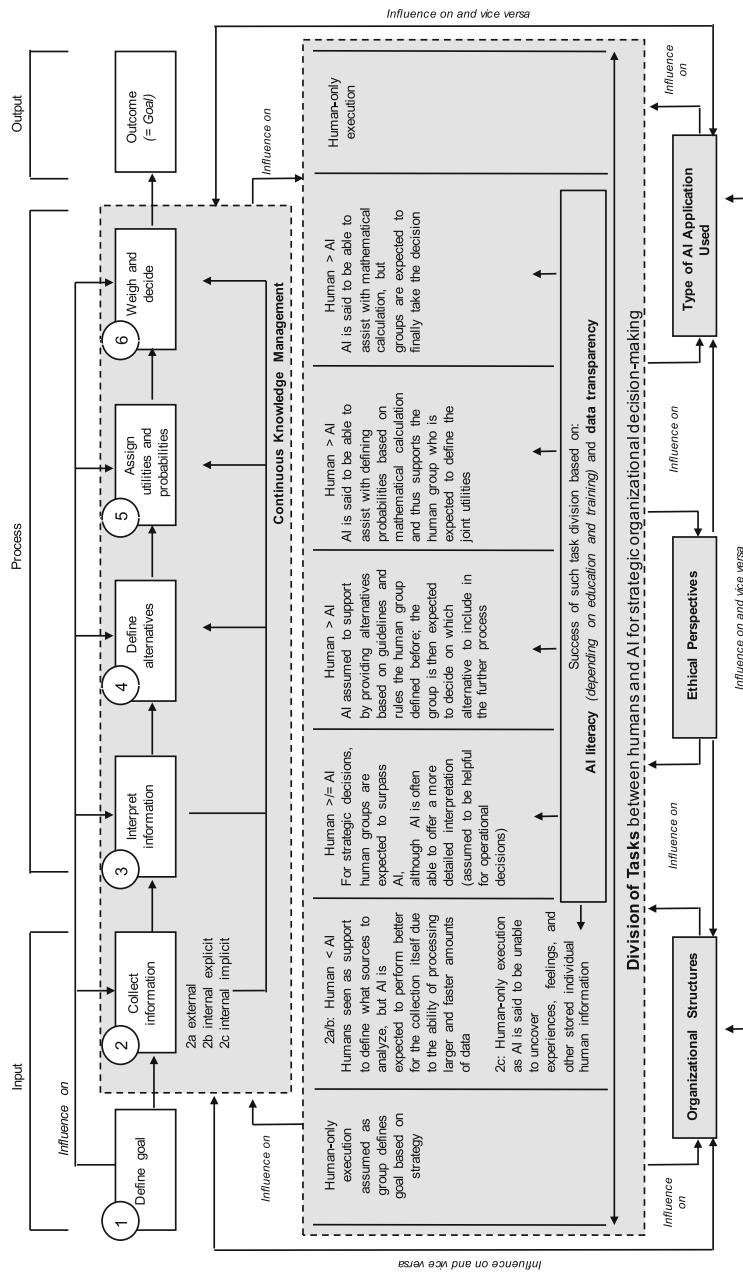 Input
Process
Output
Influence on
1
Define goal
2
Collect
information
3
Interpret
information
4
Define
alternatives
5
Assign
utilities and
probabilities
6
Weigh and
decide
Outcome
(= Goal)
2a external
2b internal explicit
2c internal implicit
Continuous Knowledge Management
Influence on
Influence on
Influence on and vice versa
Influence on and vice versa
Human-only
execution
assumed as
group defines
goal based on
strategy
2a/b: Human < AI
Humans seen as support
to define what sources to
analyze, but AI is
expected to perform better
for the collection itself due
to the ability of processing
larger and faster amounts
of data
2c: Human-only execution
as AI is said to be unable
to uncover
experiences, feelings, and
other stored individual
human information
Human >/= AI
For strategic decisions,
human groups are
expected to surpass
AI,
although AI is often
able to offer a more
detailed interpretation
(assumed to be helpful
for operational
decisions)
Human > AI
AI assumed to support
by providing alternatives
based on guidelines and
rules the human group
defined before; the
group is then expected
to decide on which
alternative to include in
the further process
Human > AI
AI is said to be able to
assist with defining
probabilities based on
mathematical calculation
and thus supports the
human group who is
expected to define the
joint utilities
Human > AI
AI is said to be able to
assist with mathematical
calculation, but
groups are expected to
finally take the decision
Human-only
execution
Success of such task division based on:
AI literacy (depending on education and training) and data transparency
Division of Tasks between humans and AI for strategic organizational decision-making
Influence
on
Organizational Structures
Influence on
Ethical Perspectives
Influence on
Type of AI Application
Used
Influence
on
Influence on and vice versa